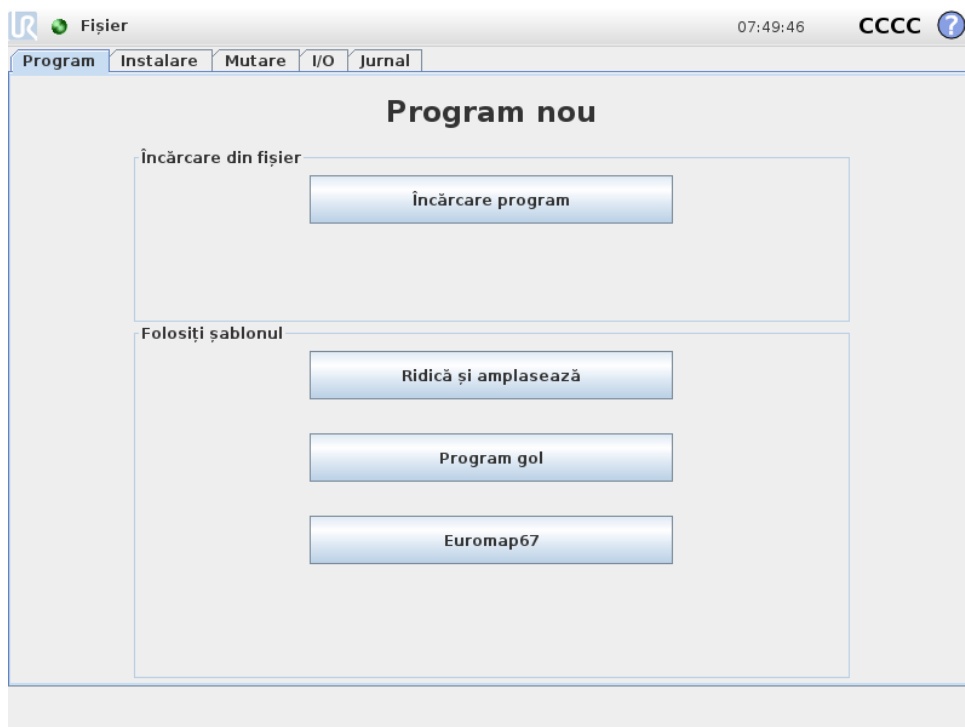 UR Fișier 07:49:46 CCCC ?
Program Instalare Mutare I/O Jurnal
Program nou
Încărcare din fișier
Încărcare program
Folosiți șablonul
Ridică și amplasează
Program gol
Euromap67